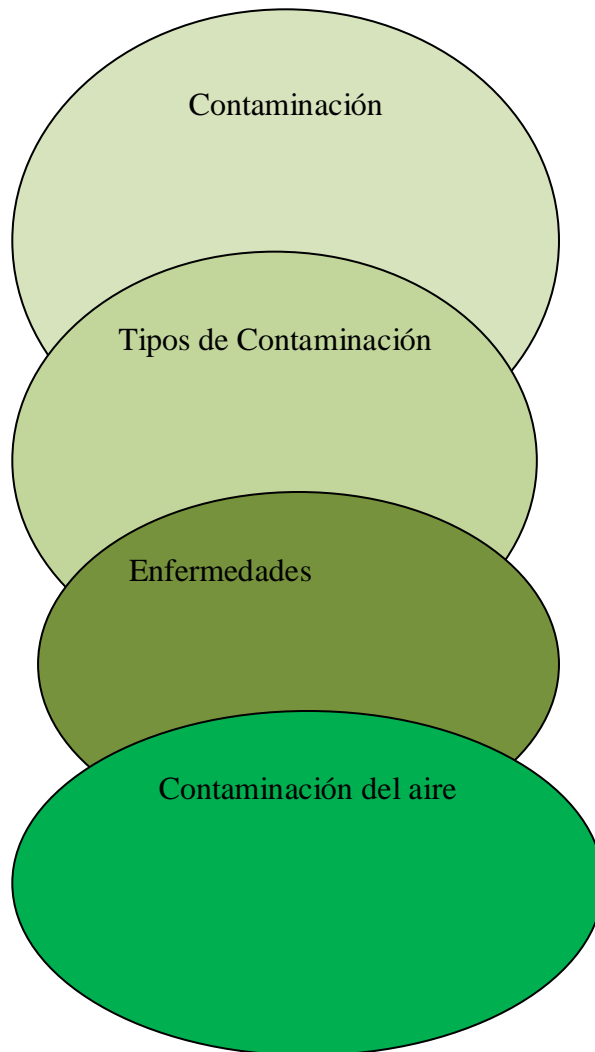 Contaminación
Tipos de Contaminación
Enfermedades
Contaminación del aire